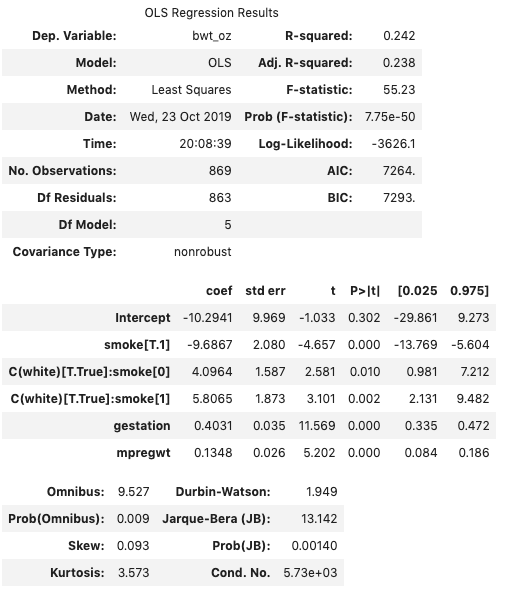 OLS Regression Results
Dep. Variable: bwt_oz R-squared: 0.242
Model: OLS Adj. R-squared: 0.238
Method: Least Squares F-statistic: 55.23
Date: Wed, 23 Oct 2019 Prob (F-statistic): 7.75e-50
Time: 20:08:39 Log-Likelihood: -3626.1
No. Observations: 869 AIC: 7264.
Df Residuals: 863 BIC: 7293.
Df Model: 5
Covariance Type: nonrobust
coef std err t P>|t| [0.025 0.975]
Intercept -10.2941 9.969 -1.033 0.302 -29.861 9.273
smoke[T.1] -9.6867 2.080 -4.657 0.000 -13.769 -5.604
C(white)[T.True]:smoke[0] 4.0964 1.587 2.581 0.010 0.981 7.212
C(white)[T.True]:smoke[1] 5.8065 1.873 3.101 0.002 2.131 9.482
gestation 0.4031 0.035 11.569 0.000 0.335 0.472
mpregwt 0.1348 0.026 5.202 0.000 0.084 0.186
Omnibus: 9.527 Durbin-Watson: 1.949
Prob(Omnibus): 0.009 Jarque-Bera (JB): 13.142
Skew: 0.093 Prob(JB): 0.00140
Kurtosis: 3.573 Cond. No. 5.73e+03